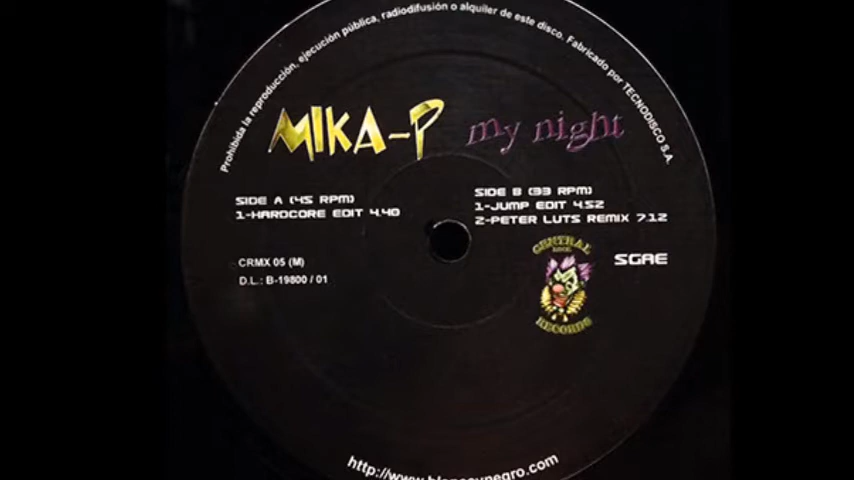 Prohibida la reproducción, ejecución pública, radiodifusión o alquiler de este disco. Fabricado por TECNODISCO S.A.
MIKA-P my night
SIDE A (45 RPM)
1-HARDCORE EDIT 4.40
SIDE B (33 RPM)
1-JUMP EDIT 4.52
2-PETER LUTS REMIX 7.12
CRMX 05 (M)
D.L.: B-19800 / 01
CENTRAL
ROCK
RECORDS
SGAE
http://www.blancoynegro.com